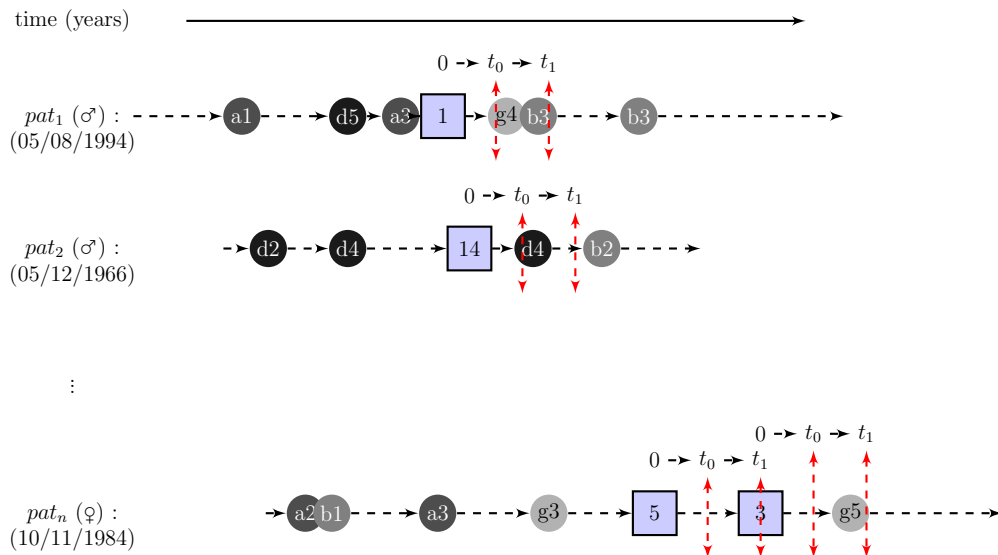 time (years)
0 t₀ t₁
pat₁ (♂) :
(05/08/1994)
a1 d5 a3 1 g4 b3 b3
0 t₀ t₁
pat₂ (♂) :
(05/12/1966)
d2 d4 14 d4 b2
⋮
0 t₀ t₁
0 t₀ t₁
patₙ (♀) :
(10/11/1984)
a2 b1 a3 g3 5 3 g5